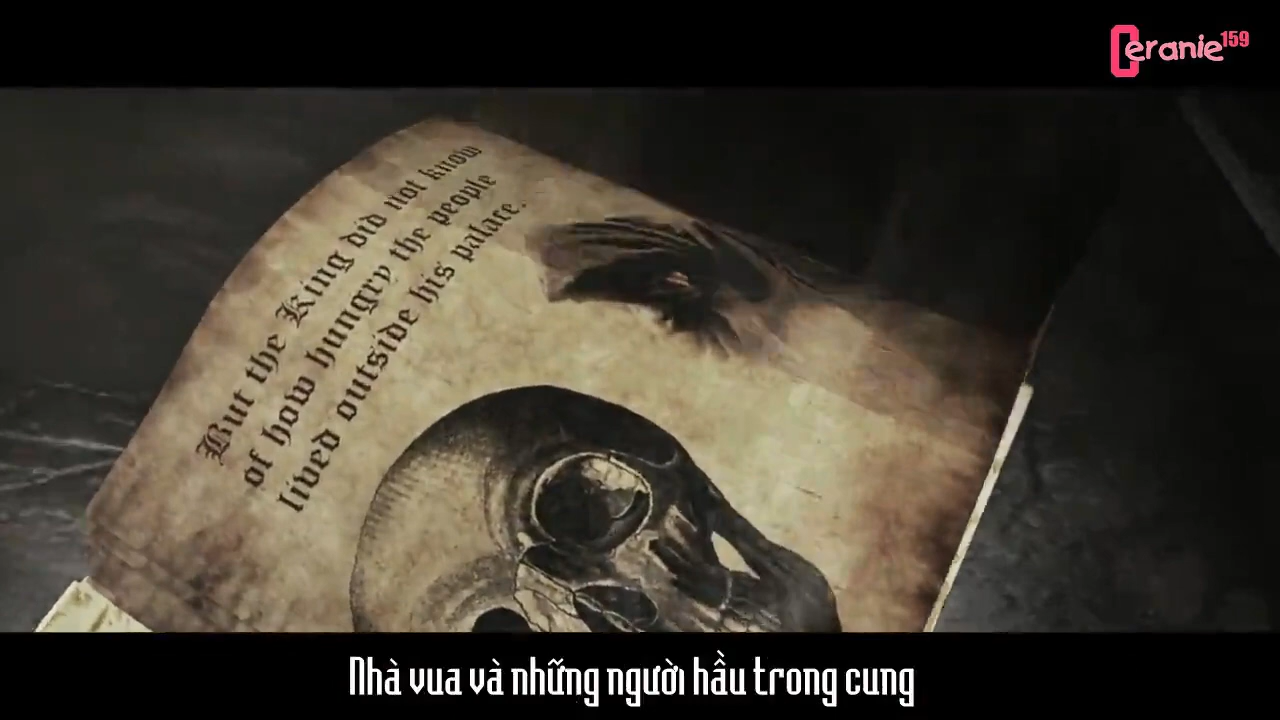 Ceranie159
But the King did not know
of how hungry the people
lived outside his palace.
Nhà vua và những người hầu trong cung